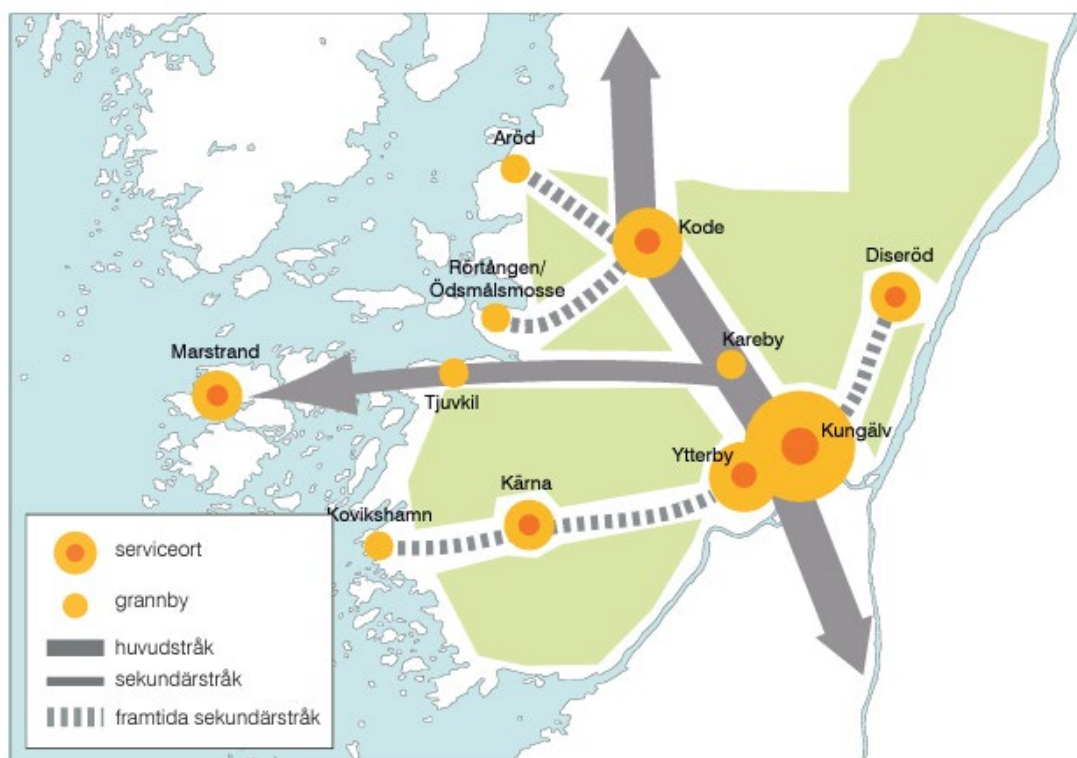 Aröd
Kode
Diseröd
Rörtången/
Ödsmålsmosse
Kareby
Marstrand
Tjuvkil
Kungälv
Ytterby
Kärna
Kovikshamn
serviceort
grannby
huvudstråk
sekundärstråk
framtida sekundärstråk